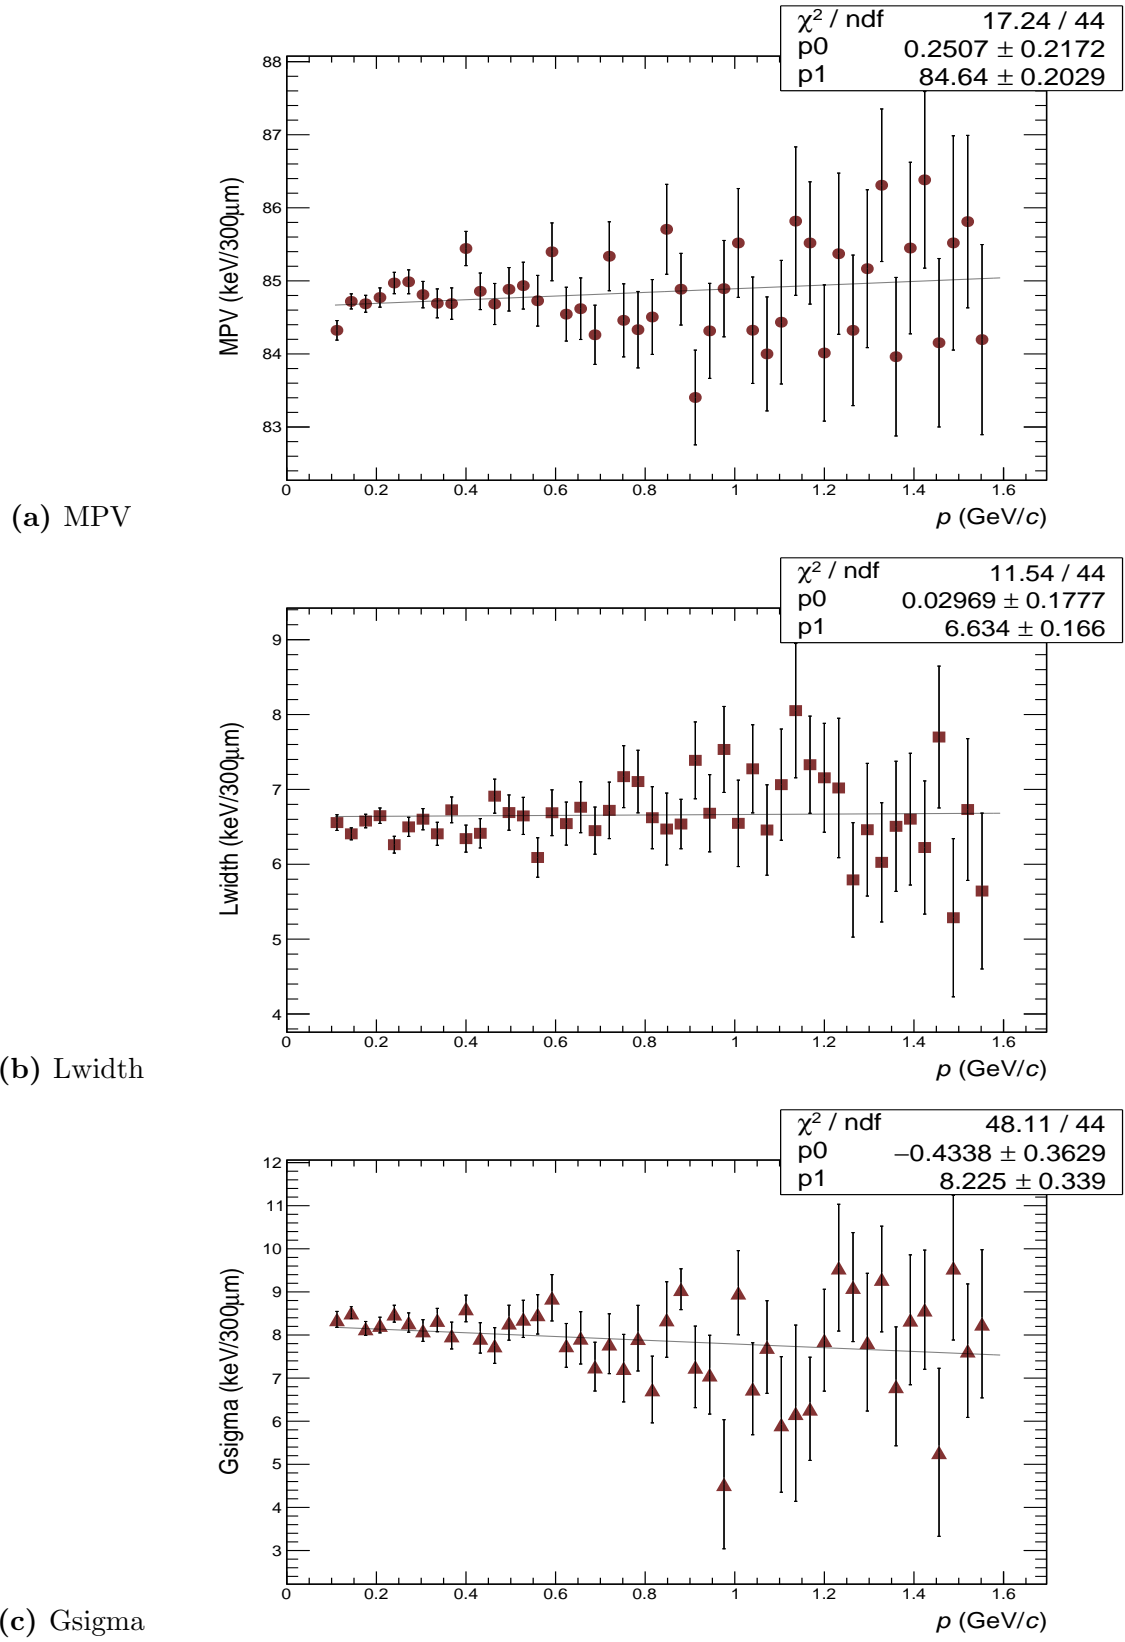 χ² / ndf 17.24 / 44
p0 0.2507 ± 0.2172
p1 84.64 ± 0.2029
88
87
86
85
84
83
MPV (keV/300μm)
0 0.2 0.4 0.6 0.8 1 1.2 1.4 1.6
p (GeV/c)
(a) MPV
χ² / ndf 11.54 / 44
p0 0.02969 ± 0.1777
p1 6.634 ± 0.166
9
8
7
6
5
4
Lwidth (keV/300μm)
0 0.2 0.4 0.6 0.8 1 1.2 1.4 1.6
p (GeV/c)
(b) Lwidth
χ² / ndf 48.11 / 44
p0 −0.4338 ± 0.3629
p1 8.225 ± 0.339
12
11
10
9
8
7
6
5
4
3
Gsigma (keV/300μm)
0 0.2 0.4 0.6 0.8 1 1.2 1.4 1.6
p (GeV/c)
(c) Gsigma